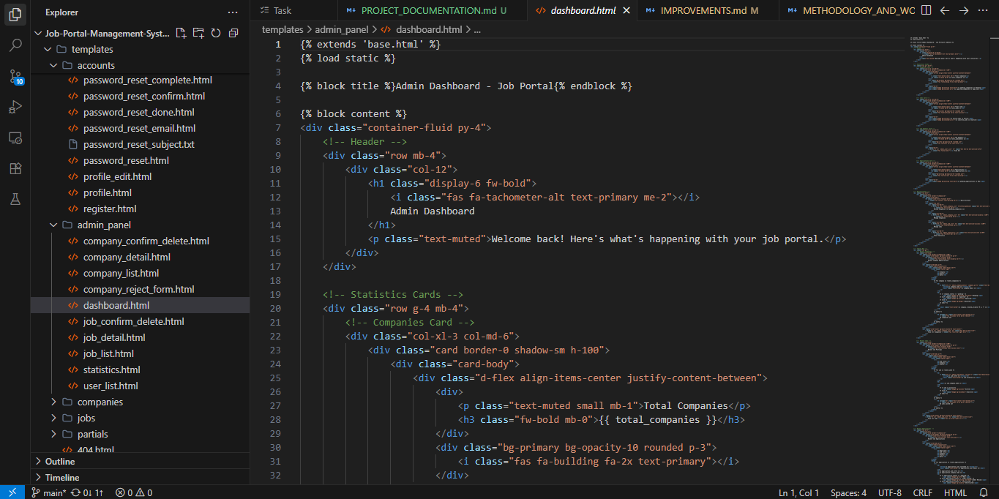 Explorer
Job-Portal-Management-Syst...
templates
accounts
password_reset_complete.html
password_reset_confirm.html
password_reset_done.html
password_reset_email.html
password_reset_subject.txt
password_reset.html
profile_edit.html
profile.html
register.html
admin_panel
company_confirm_delete.html
company_detail.html
company_list.html
company_reject_form.html
dashboard.html
job_confirm_delete.html
job_detail.html
job_list.html
statistics.html
user_list.html
companies
jobs
partials
404.html
Outline
Timeline
10
Task
PROJECT_DOCUMENTATION.md U
dashboard.html
IMPROVEMENTS.md M
METHODOLOGY_AND_WO
templates > admin_panel > dashboard.html > ...
1 {% extends 'base.html' %}
2 {% load static %}
3
4 {% block title %}Admin Dashboard - Job Portal{% endblock %}
5
6 {% block content %}
7 <div class="container-fluid py-4">
8 <!-- Header -->
9 <div class="row mb-4">
10 <div class="col-12">
11 <h1 class="display-6 fw-bold">
12 <i class="fas fa-tachometer-alt text-primary me-2"></i>
13 Admin Dashboard
14 </h1>
15 <p class="text-muted">Welcome back! Here's what's happening with your job portal.</p>
16 </div>
17 </div>
18
19 <!-- Statistics Cards -->
20 <div class="row g-4 mb-4">
21 <!-- Companies Card -->
22 <div class="col-xl-3 col-md-6">
23 <div class="card border-0 shadow-sm h-100">
24 <div class="card-body">
25 <div class="d-flex align-items-center justify-content-between">
26 <div>
27 <p class="text-muted small mb-1">Total Companies</p>
28 <h3 class="fw-bold mb-0">{{ total_companies }}</h3>
29 </div>
30 <div class="bg-primary bg-opacity-10 rounded p-3">
31 <i class="fas fa-building fa-2x text-primary"></i>
32 </div>
main* 0↓ 1↑ 0 0
Ln 1, Col 1 Spaces: 4 UTF-8 CRLF HTML